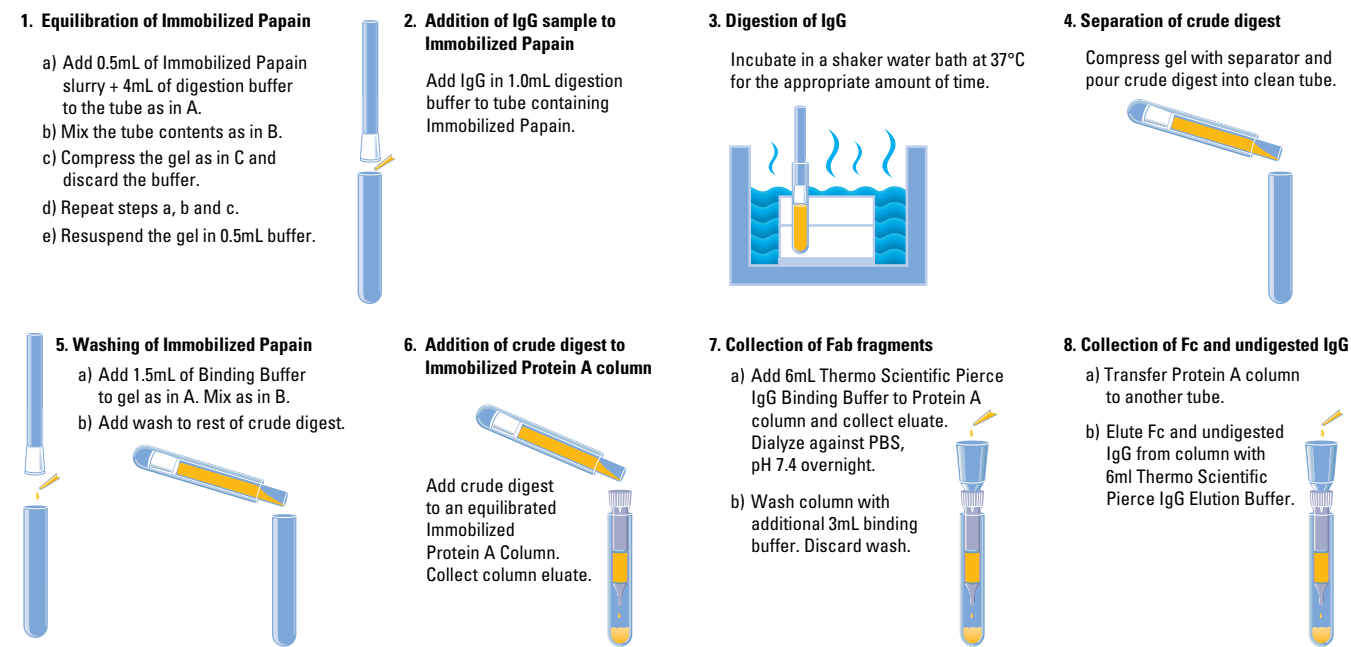 1. Equilibration of Immobilized Papain
a) Add 0.5mL of Immobilized Papain
slurry + 4mL of digestion buffer
to the tube as in A.
b) Mix the tube contents as in B.
c) Compress the gel as in C and
discard the buffer.
d) Repeat steps a, b and c.
e) Resuspend the gel in 0.5mL buffer.
2. Addition of IgG sample to
Immobilized Papain
Add IgG in 1.0mL digestion
buffer to tube containing
Immobilized Papain.
3. Digestion of IgG
Incubate in a shaker water bath at 37°C
for the appropriate amount of time.
4. Separation of crude digest
Compress gel with separator and
pour crude digest into clean tube.
5. Washing of Immobilized Papain
a) Add 1.5mL of Binding Buffer
to gel as in A. Mix as in B.
b) Add wash to rest of crude digest.
6. Addition of crude digest to
Immobilized Protein A column
Add crude digest
to an equilibrated
Immobilized
Protein A Column.
Collect column eluate.
7. Collection of Fab fragments
a) Add 6mL Thermo Scientific Pierce
IgG Binding Buffer to Protein A
column and collect eluate.
Dialyze against PBS,
pH 7.4 overnight.
b) Wash column with
additional 3mL binding
buffer. Discard wash.
8. Collection of Fc and undigested IgG
a) Transfer Protein A column
to another tube.
b) Elute Fc and undigested
IgG from column with
6ml Thermo Scientific
Pierce IgG Elution Buffer.